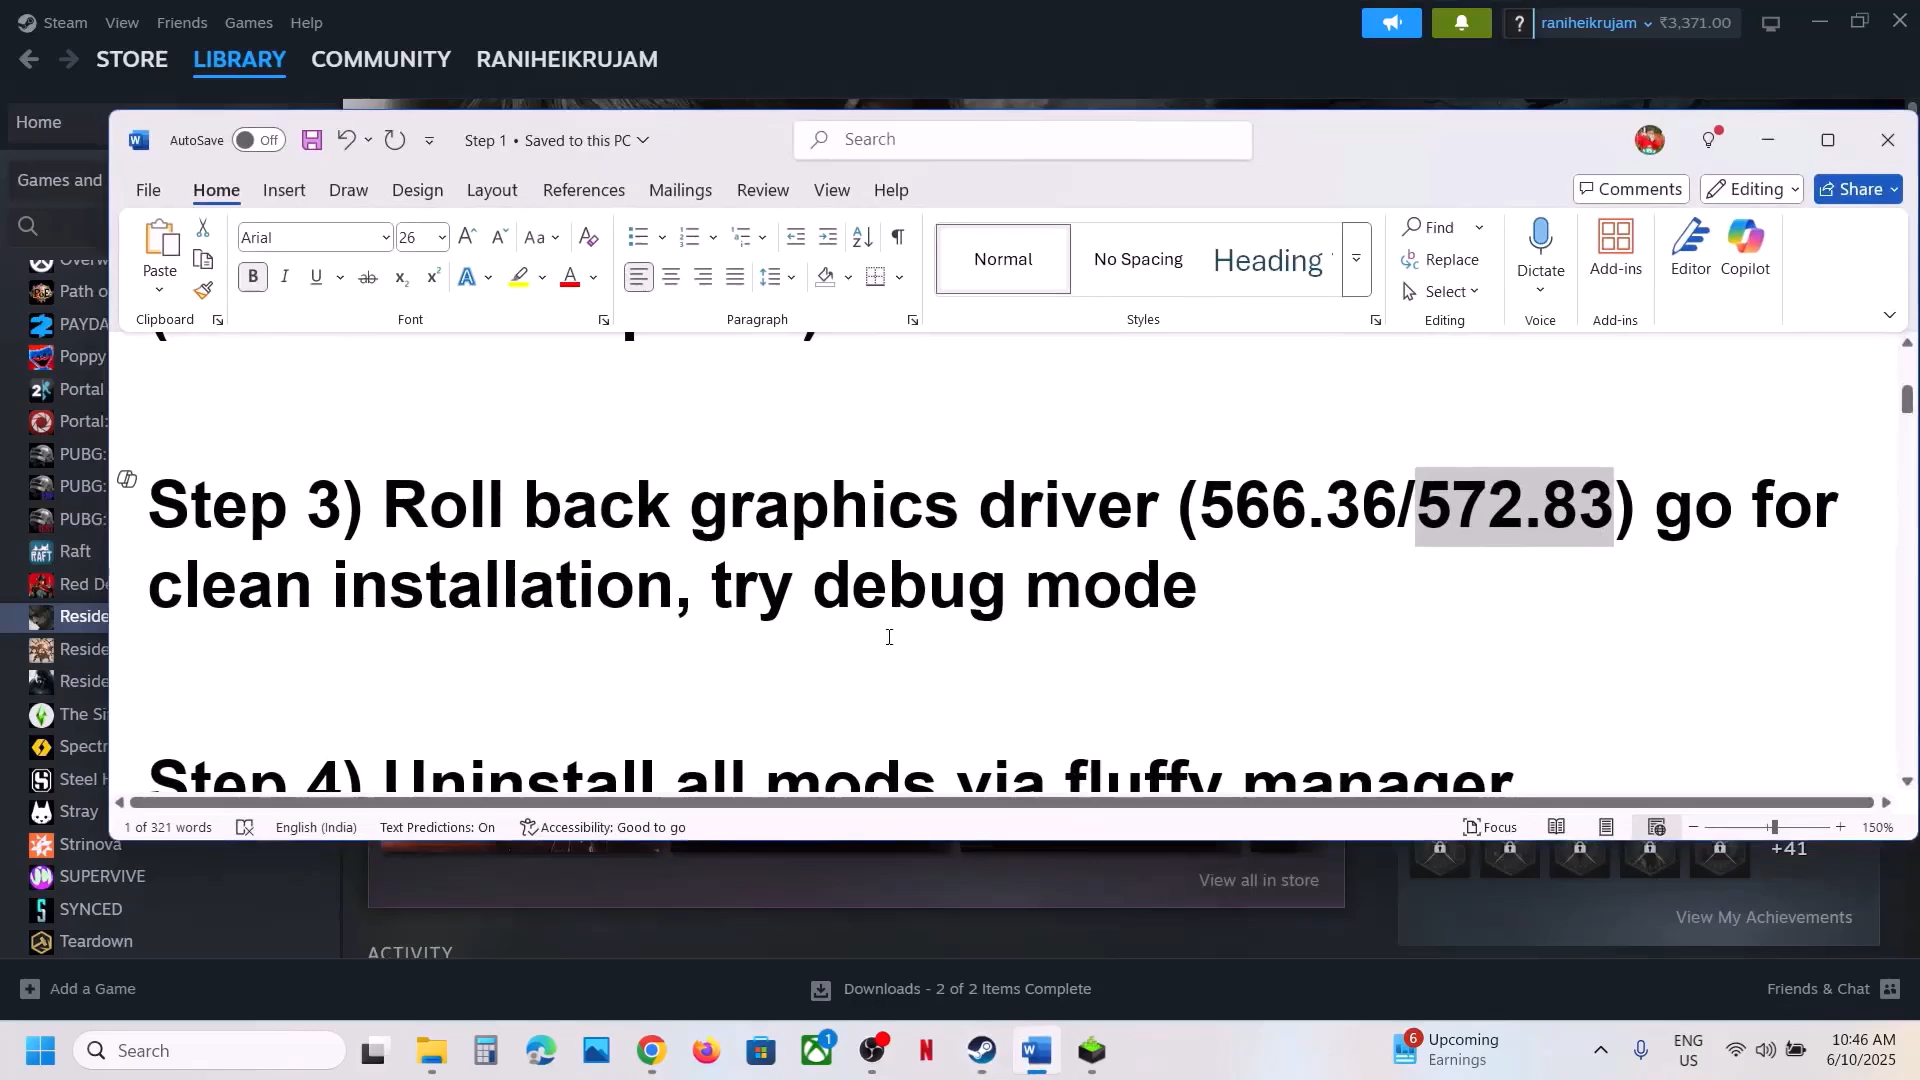 Steam View Friends Games Help
raniheikrujam ₹3,371.00
STORE LIBRARY COMMUNITY RANIHEIKRUJAM
Home
Games and
AutoSave Off
Step 1 • Saved to this PC
Search
File Home Insert Draw Design Layout References Mailings Review View Help
Comments Editing Share
Paste
Clipboard
Arial 26
Font
Paragraph
Normal
No Spacing
Heading
Styles
Find
Replace
Select
Editing
Dictate
Voice
Add-ins
Add-ins
Editor
Copilot
Step 3) Roll back graphics driver (566.36/572.83) go for
clean installation, try debug mode
Step 4) Uninstall all mods via fluffy manager
1 of 321 words English (India) Text Predictions: On Accessibility: Good to go Focus 150%
Path o
PAYDA
Poppy
Portal
Portal:
PUBG:
PUBG:
PUBG:
Raft
Red De
Reside
Reside
Reside
The Si
Spectr
Steel H
Stray
Strinova
SUPERVIVE
SYNCED
Teardown
+41
View all in store
View My Achievements
ACTIVITY
Add a Game
Downloads - 2 of 2 Items Complete
Friends & Chat
Search
1
6
Upcoming
Earnings
ENG
US
10:46 AM
6/10/2025